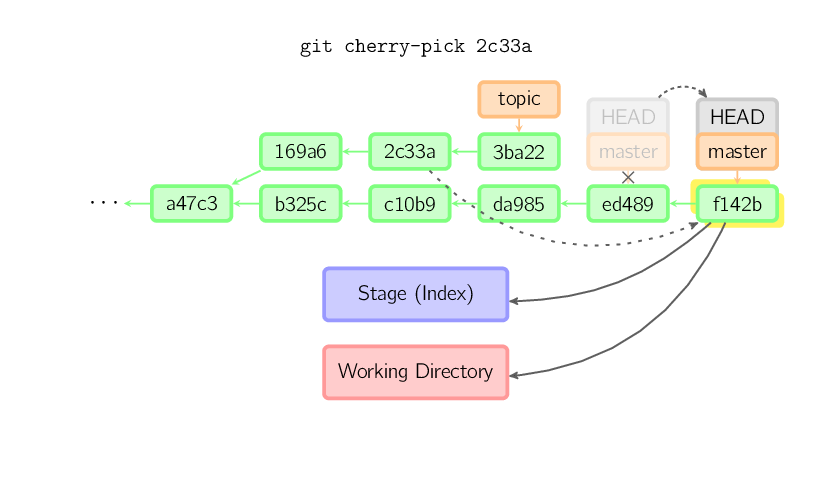 git cherry-pick 2c33a
topic
HEAD
HEAD
master
master
169a6
2c33a
3ba22
...
a47c3
b325c
c10b9
da985
ed489
f142b
Stage (Index)
Working Directory